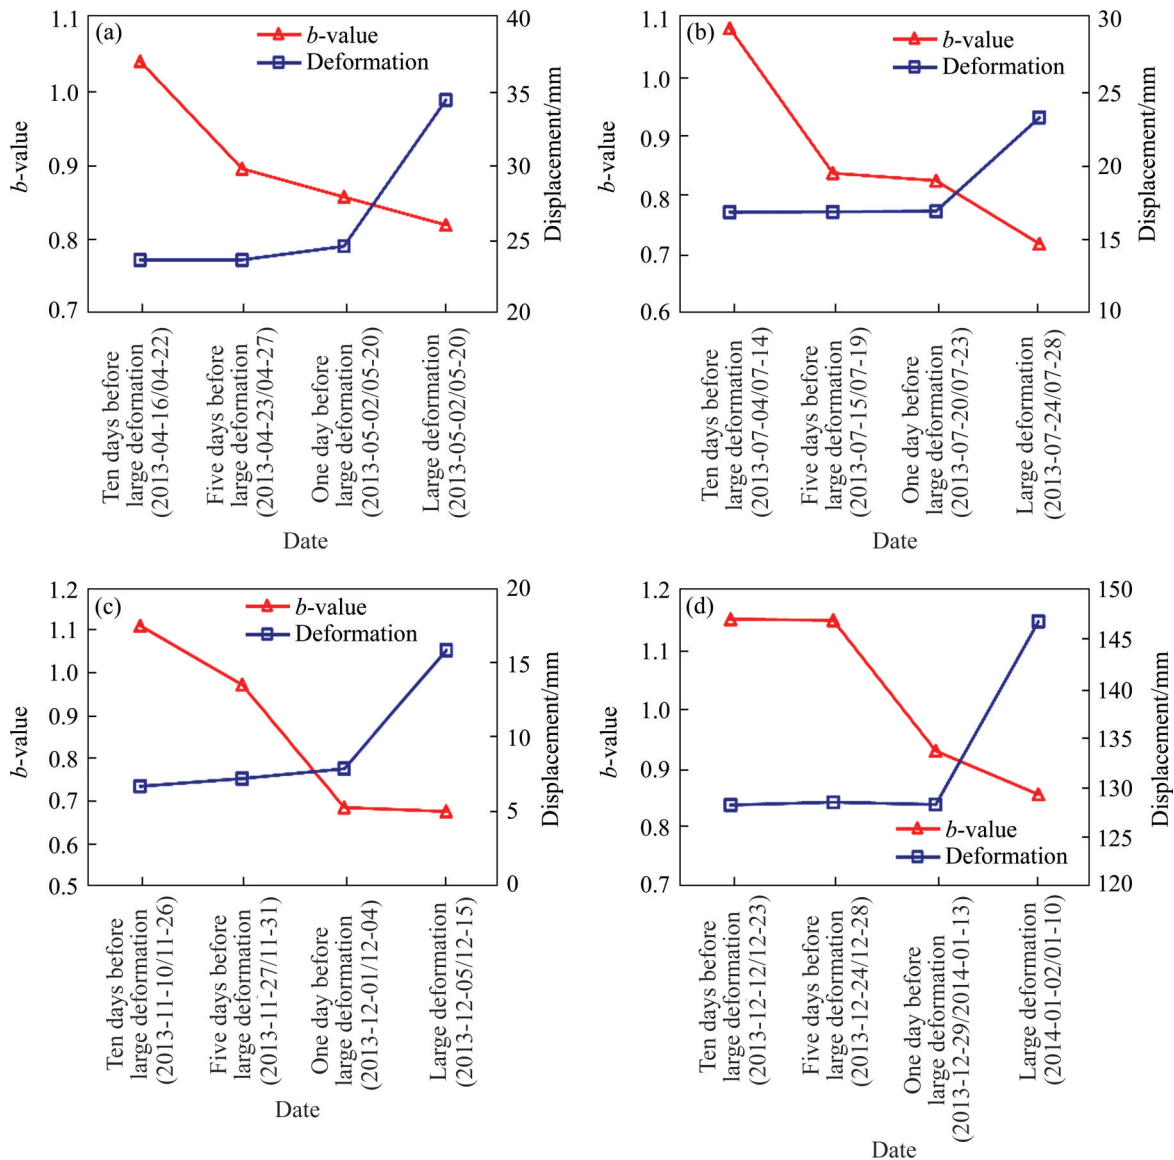 (a)
b-value
Deformation
1.1
1.0
0.9
0.8
0.7
b-value
40
35
30
25
20
Displacement/mm
Ten days before
large deformation
(2013-04-16/04-22)
Five days before
large deformation
(2013-04-23/04-27)
One day before
large deformation
(2013-05-02/05-20)
Large deformation
(2013-05-02/05-20)
Date
(b)
b-value
Deformation
1.1
1.0
0.9
0.8
0.7
0.6
b-value
30
25
20
15
10
Displacement/mm
Ten days before
large deformation
(2013-07-04/07-14)
Five days before
large deformation
(2013-07-15/07-19)
One day before
large deformation
(2013-07-20/07-23)
Large deformation
(2013-07-24/07-28)
Date
(c)
b-value
Deformation
1.2
1.1
1.0
0.9
0.8
0.7
0.6
0.5
b-value
20
15
10
5
0
Displacement/mm
Ten days before
large deformation
(2013-11-10/11-26)
Five days before
large deformation
(2013-11-27/11-31)
One day before
large deformation
(2013-12-01/12-04)
Large deformation
(2013-12-05/12-15)
Date
(d)
b-value
Deformation
1.2
1.1
1.0
0.9
0.8
0.7
b-value
150
145
140
135
130
125
120
Displacement/mm
Ten days before
large deformation
(2013-12-12/12-23)
Five days before
large deformation
(2013-12-24/12-28)
One day before
large deformation
(2013-12-29/2014-01-13)
Large deformation
(2014-01-02/01-10)
Date